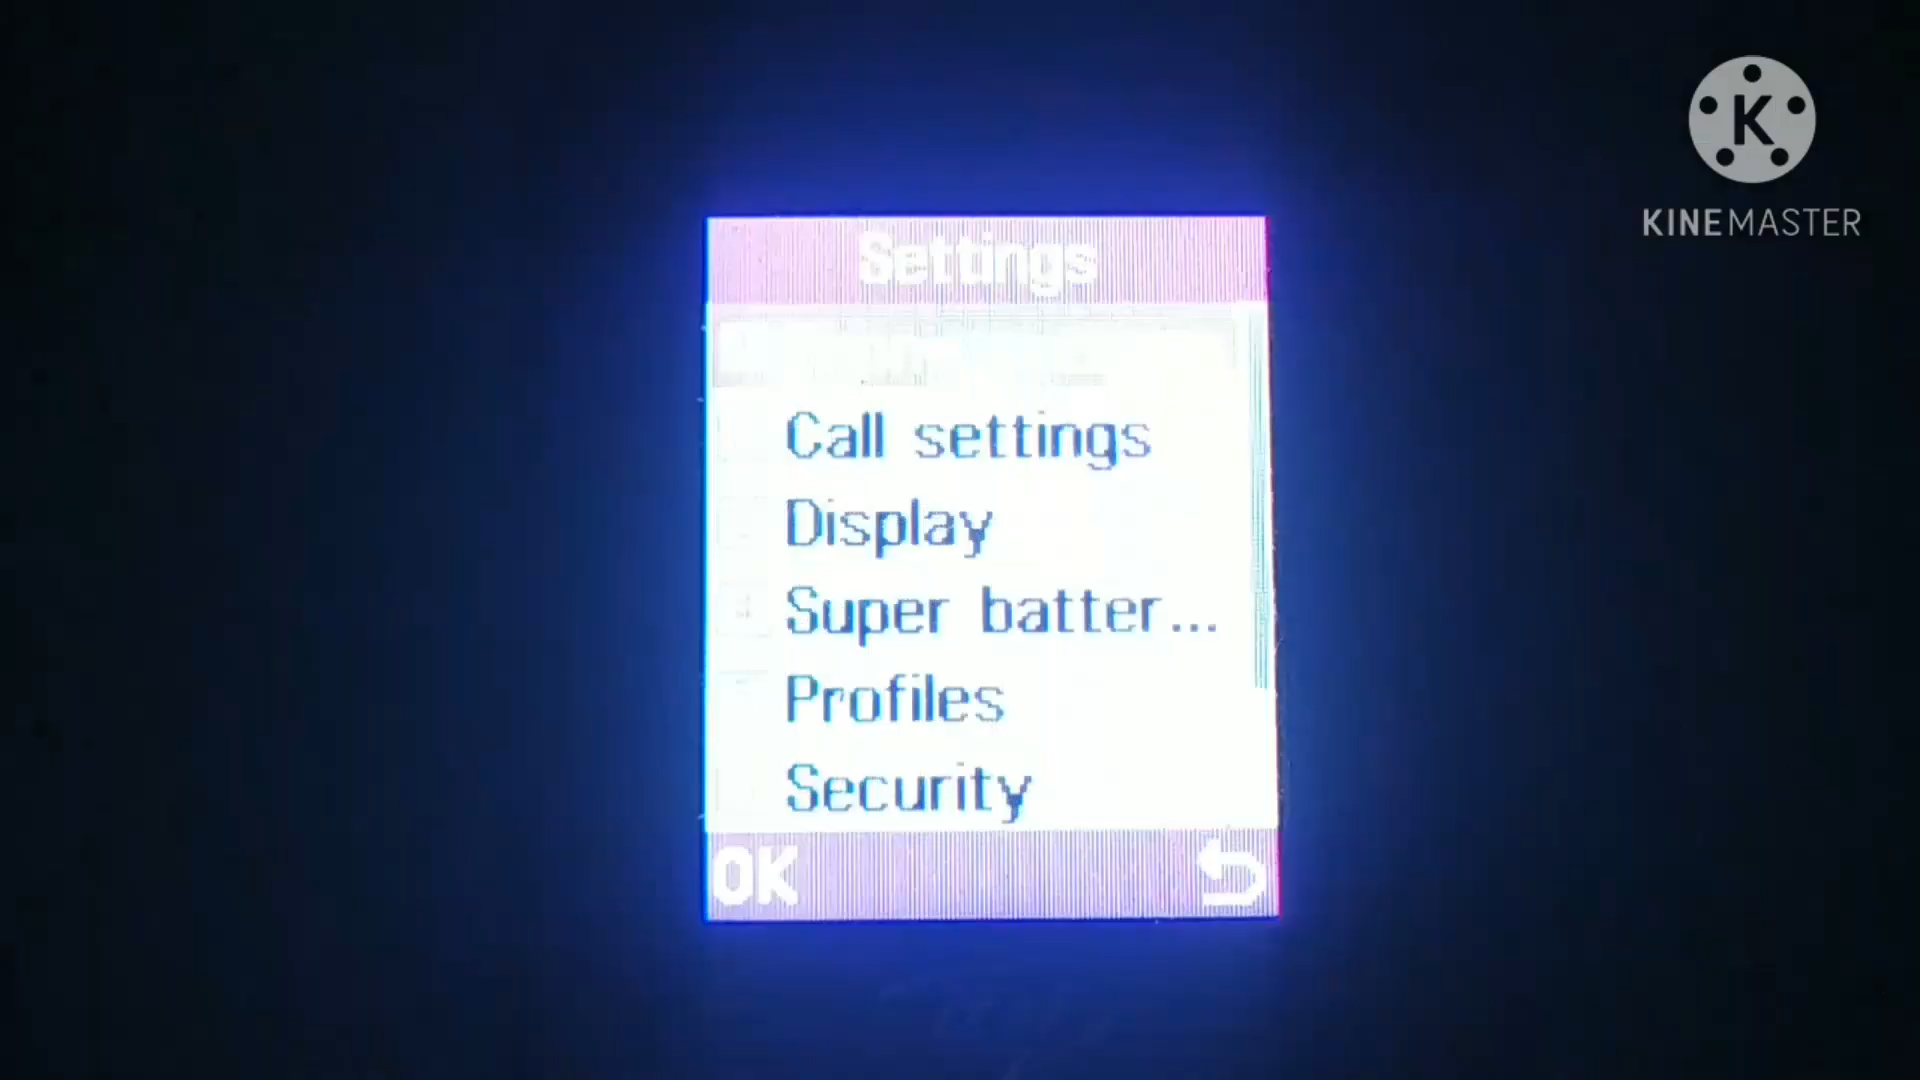 K
KINEMASTER
Settings
Call settings
Display
Super batter...
Profiles
Security
OK